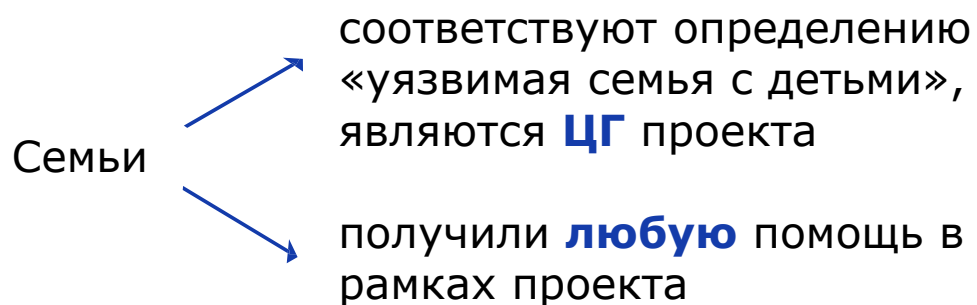 соответствуют определению
«уязвимая семья с детьми»,
являются ЦГ проекта
Семьи
получили любую помощь в
рамках проекта